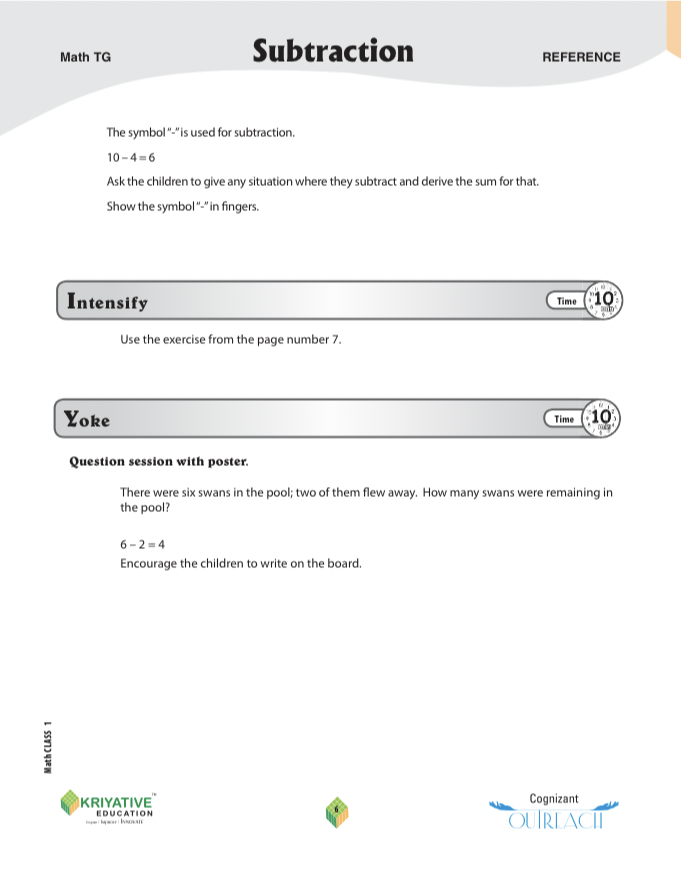 Math TG
Subtraction
REFERENCE
The symbol “-” is used for subtraction.
10 – 4 = 6
Ask the children to give any situation where they subtract and derive the sum for that.
Show the symbol “-” in fingers.
Intensify
Time
10
Use the exercise from the page number 7.
Yoke
Time
10
Question session with poster.
There were six swans in the pool; two of them flew away. How many swans were remaining in
the pool?
6 – 2 = 4
Encourage the children to write on the board.
Math CLASS 1
KRIYATIVE™
EDUCATION
6
Cognizant
OUTREACH